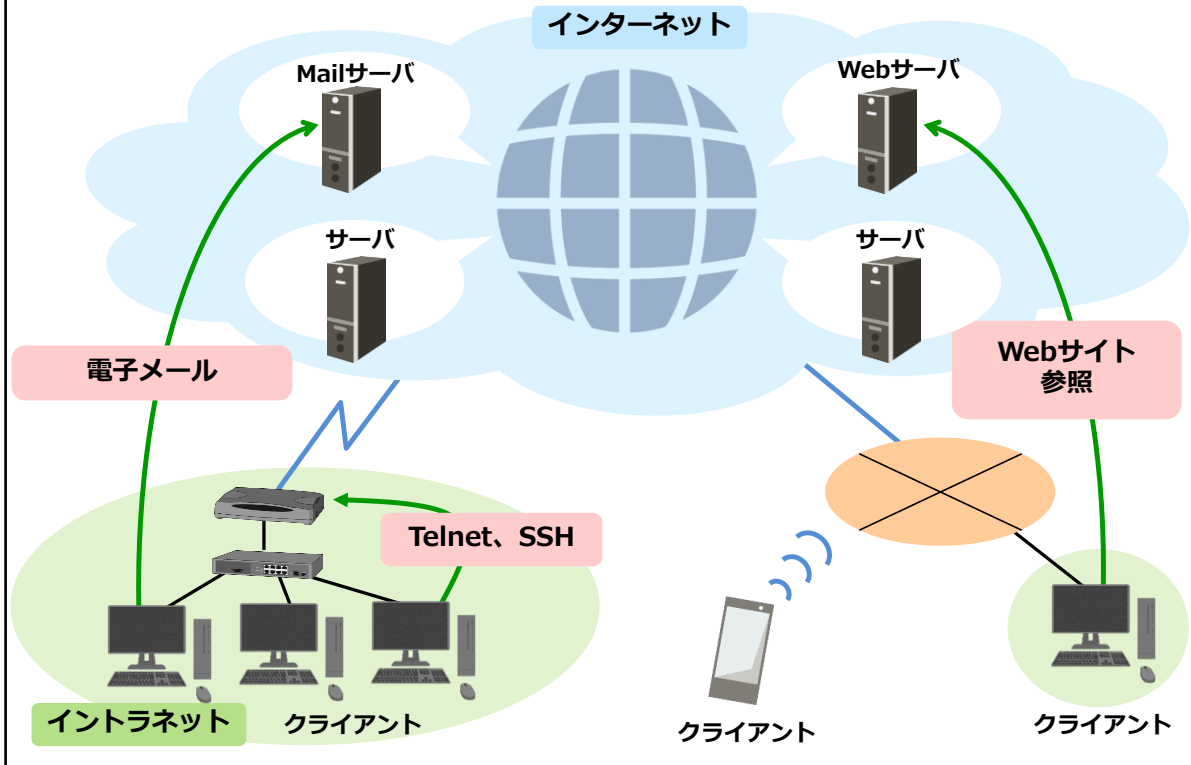 インターネット
Mailサーバ
Webサーバ
サーバ
サーバ
電子メール
Webサイト
参照
Telnet、SSH
イントラネット
クライアント
クライアント
クライアント